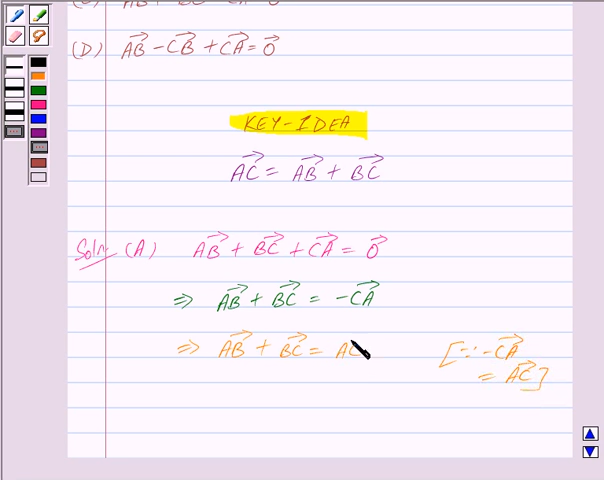 (D) AB⃗ - CB⃗ + CA⃗ = 0⃗
KEY-IDEA
AC⃗ = AB⃗ + BC⃗
Soln: (A) AB⃗ + BC⃗ + CA⃗ = 0⃗
⇒ AB⃗ + BC⃗ = -CA⃗
⇒ AB⃗ + BC⃗ = AC [∵ -CA⃗
= AC⃗]